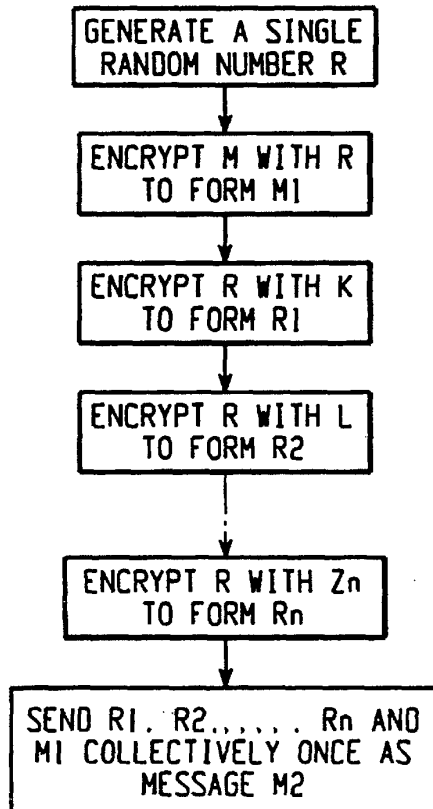 GENERATE A SINGLE
RANDOM NUMBER R
ENCRYPT M WITH R
TO FORM M1
ENCRYPT R WITH K
TO FORM R1
ENCRYPT R WITH L
TO FORM R2
ENCRYPT R WITH Zn
TO FORM Rn
SEND R1. R2...... Rn AND
M1 COLLECTIVELY ONCE AS
MESSAGE M2